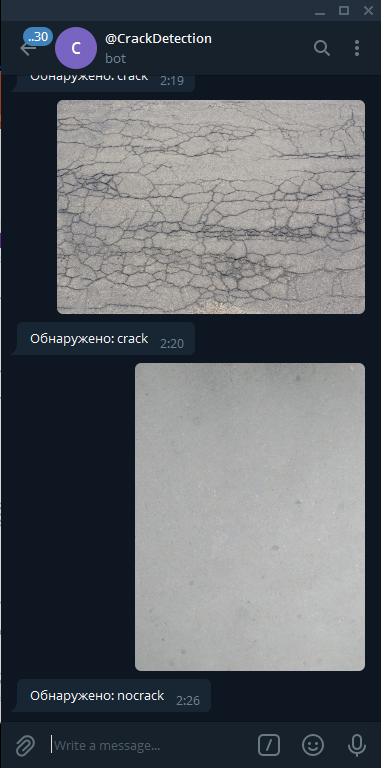 ..30
C
@CrackDetection
bot
Обнаружено: crack
2:19
Обнаружено: crack
2:20
Обнаружено: nocrack
2:26
Write a message...